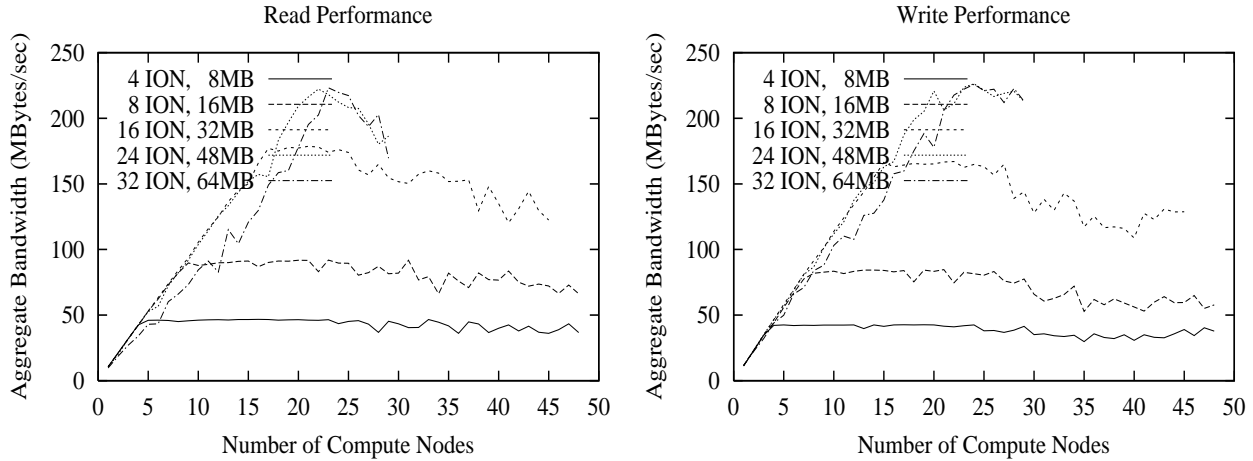 Read Performance
Aggregate Bandwidth (MBytes/sec)
250
200
150
100
50
0
4 ION, 8MB
8 ION, 16MB
16 ION, 32MB
24 ION, 48MB
32 ION, 64MB
0 5 10 15 20 25 30 35 40 45 50
Number of Compute Nodes
Write Performance
Aggregate Bandwidth (MBytes/sec)
250
200
150
100
50
0
4 ION, 8MB
8 ION, 16MB
16 ION, 32MB
24 ION, 48MB
32 ION, 64MB
0 5 10 15 20 25 30 35 40 45 50
Number of Compute Nodes